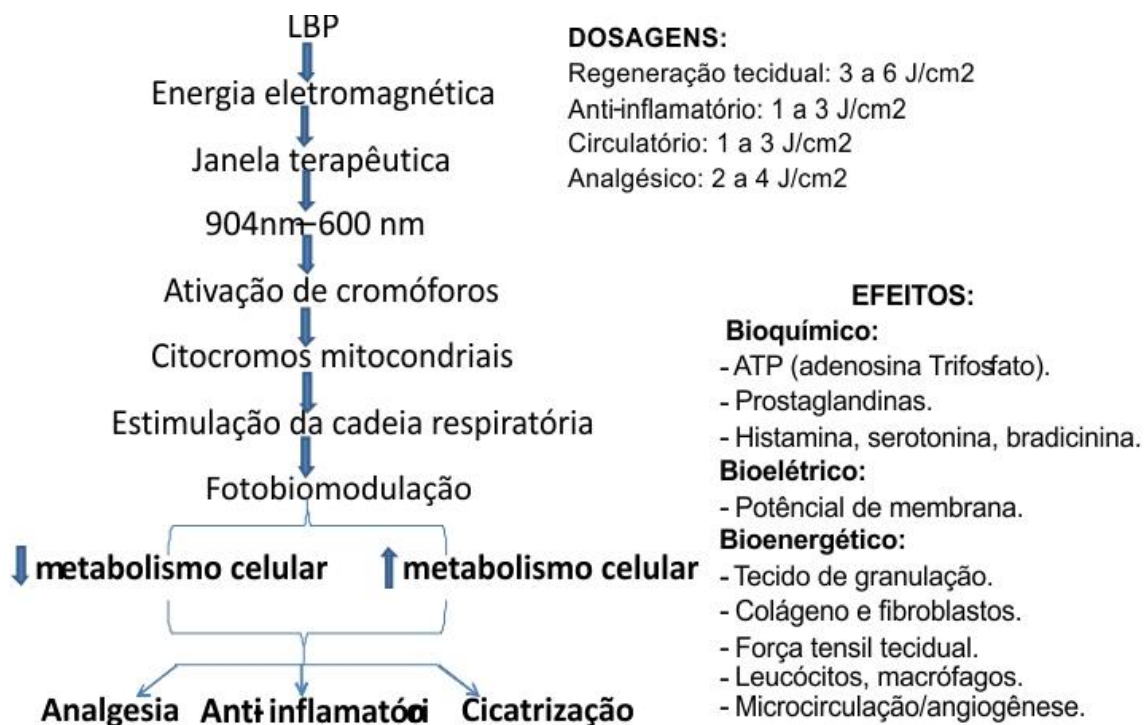 LBP
Energia eletromagnética
Janela terapêutica
904nm–600 nm
Ativação de cromóforos
Citocromos mitocondriais
Estimulação da cadeia respiratória
Fotobiomodulação
metabolismo celular
metabolismo celular
Analgesia
Anti-inflamatóri
Cicatrização
DOSAGENS:
Regeneração tecidual: 3 a 6 J/cm2
Anti-inflamatório: 1 a 3 J/cm2
Circulatório: 1 a 3 J/cm2
Analgésico: 2 a 4 J/cm2
EFEITOS:
Bioquímico:
- ATP (adenosina Trifosfato).
- Prostaglandinas.
- Histamina, serotonina, bradicinina.
Bioelétrico:
- Potêncial de membrana.
Bioenergético:
- Tecido de granulação.
- Colágeno e fibroblastos.
- Força tensil tecidual.
- Leucócitos, macrófagos.
- Microcirculação/angiogênese.